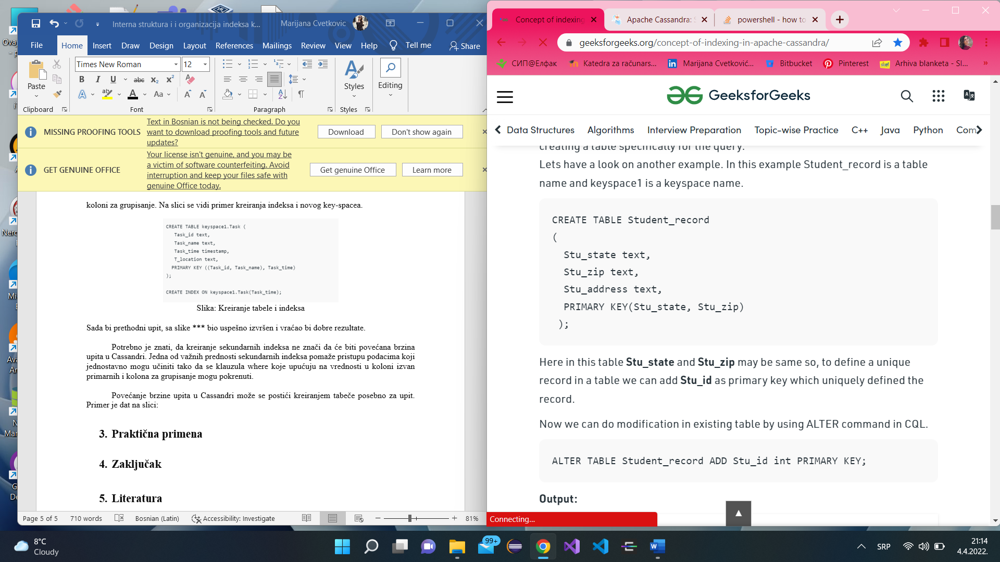 Interna struktura i i organizacija indeksa k...
Marijana Cvetkovic
File
Home
Insert
Draw
Design
Layout
References
Mailings
Review
View
Help
Tell me
Share
Paste
Clipboard
Times New Roman
12
Font
Paragraph
Styles
Styles
Editing
MISSING PROOFING TOOLS
Text in Bosnian is not being checked. Do you
want to download proofing tools and future
updates?
Download
Don't show again
GET GENUINE OFFICE
Your license isn't genuine, and you may be
a victim of software counterfeiting. Avoid
interruption and keep your files safe with
genuine Office today.
Get genuine Office
Learn more
koloni za grupisanje. Na slici se vidi primer kreiranja indeksa i novog key-spacea.
CREATE TABLE keyspace1.Task (
Task_id text,
Task_name text,
Task_time timestamp,
T_location text,
PRIMARY KEY ((Task_id, Task_name), Task_time)
);
CREATE INDEX ON keyspace1.Task(Task_time);
Slika: Kreiranje tabele i indeksa
Sada bi prethodni upit, sa slike *** bio uspešno izvršen i vraćao bi dobre rezultate.
Potrebno je znati, da kreiranje sekundarnih indeksa ne znači da će biti povećana brzina
upita u Cassandri. Jedna od važnih prednosti sekundarnih indeksa pomaže pristupu podacima koji
jednostavno mogu učiniti tako da se klauzula where koje upućuju na vrednosti u koloni izvan
primarnih i kolona za grupisanje mogu pokrenuti.
Povećanje brzine upita u Cassandri može se postići kreiranjem tabeče posebno za upit.
Primer je dat na slici:
3. Praktična primena
4. Zaključak
5. Literatura
Page 5 of 5
710 words
Bosnian (Latin)
Accessibility: Investigate
81%
Concept of indexing
Apache Cassandra: S
powershell - how to
geeksforgeeks.org/concept-of-indexing-in-apache-cassandra/
СИП@Елфак
Katedra za računars...
Marijana Cvetković...
Bitbucket
Pinterest
Arhiva blanketa - Sl...
GeeksforGeeks
Data Structures
Algorithms
Interview Preparation
Topic-wise Practice
C++
Java
Python
Com
creating a table specifically for the query.
Lets have a look on another example. In this example Student_record is a table
name and keyspace1 is a keyspace name.
CREATE TABLE Student_record
(
Stu_state text,
Stu_zip text,
Stu_address text,
PRIMARY KEY(Stu_state, Stu_zip)
);
Here in this table Stu_state and Stu_zip may be same so, to define a unique
record in a table we can add Stu_id as primary key which uniquely defined the
record.
Now we can do modification in existing table by using ALTER command in CQL.
ALTER TABLE Student_record ADD Stu_id int PRIMARY KEY;
Output:
Connecting...
8°C
Cloudy
99+
SRP
21:14
4.4.2022.